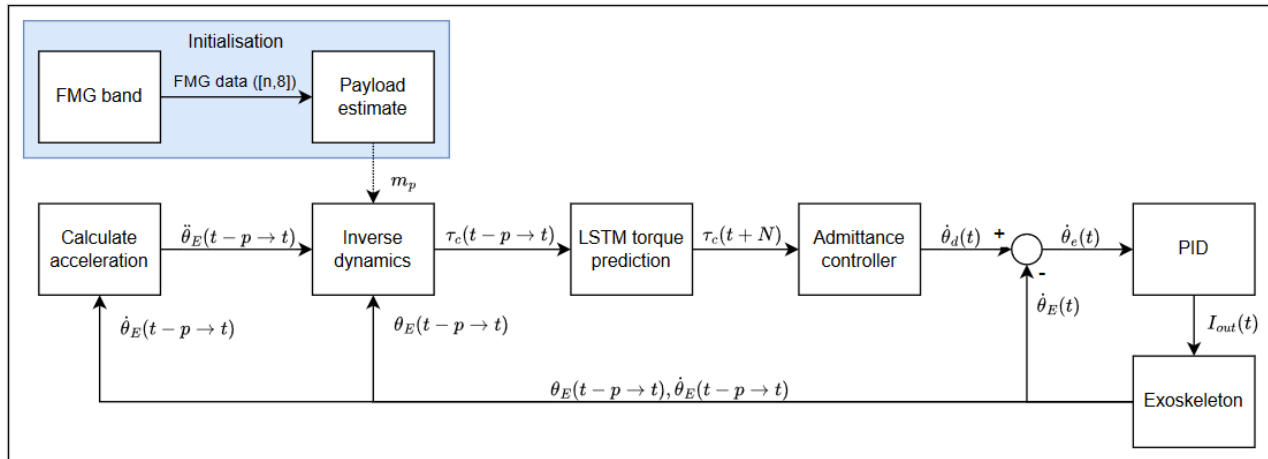 Initialisation
FMG band
FMG data ([n,8])
Payload
estimate
m_p
Calculate
acceleration
θ̈_E(t − p → t)
Inverse
dynamics
τ_c(t − p → t)
LSTM torque
prediction
τ_c(t + N)
Admittance
controller
θ̇_d(t)
+
-
θ̇_e(t)
PID
θ̇_E(t − p → t)
θ_E(t − p → t)
θ̇_E(t)
I_out(t)
θ_E(t − p → t), θ̇_E(t − p → t)
Exoskeleton